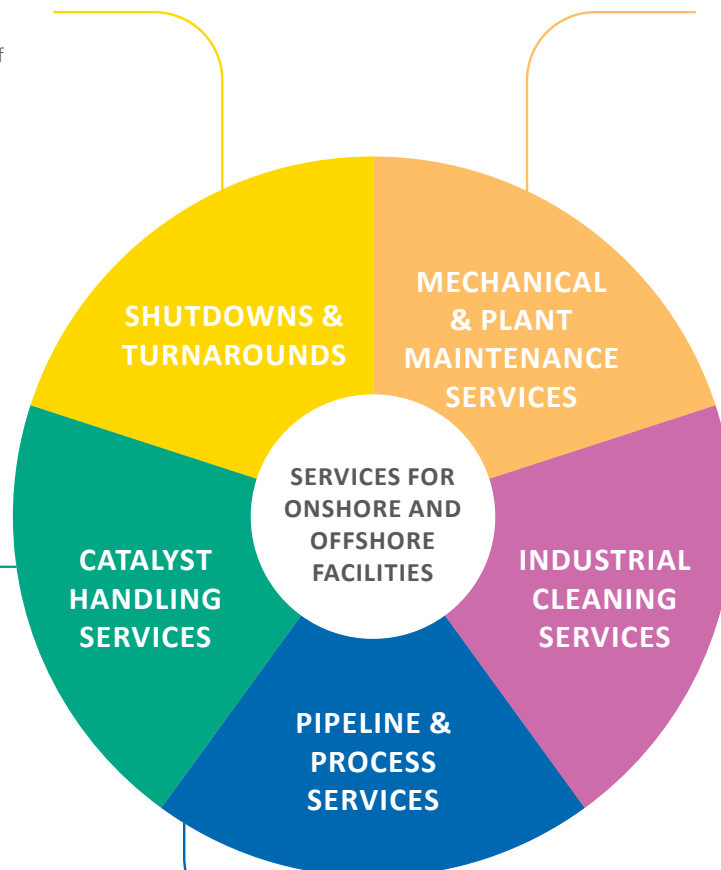 f
SHUTDOWNS &
TURNAROUNDS
MECHANICAL
& PLANT
MAINTENANCE
SERVICES
SERVICES FOR
ONSHORE AND
OFFSHORE
FACILITIES
CATALYST
HANDLING
SERVICES
INDUSTRIAL
CLEANING
SERVICES
PIPELINE &
PROCESS
SERVICES